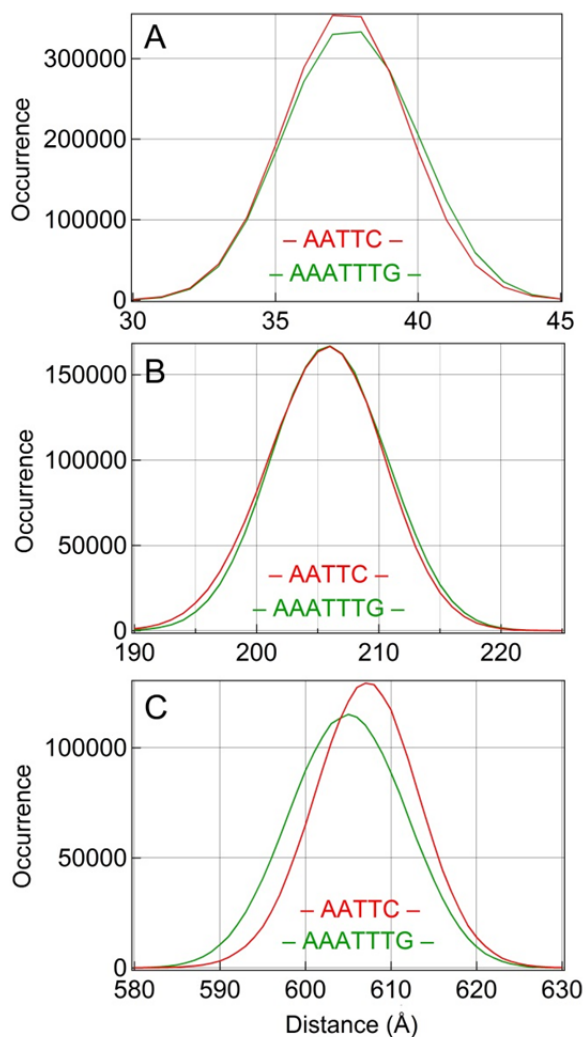 A
300000
200000
100000
0
Occurrence
– AATTC –
– AAATTTG –
30 35 40 45
B
150000
100000
50000
0
Occurrence
– AATTC –
– AAATTTG –
190 200 210 220
C
100000
50000
0
Occurrence
– AATTC –
– AAATTTG –
580 590 600 610 620 630
Distance (Å)